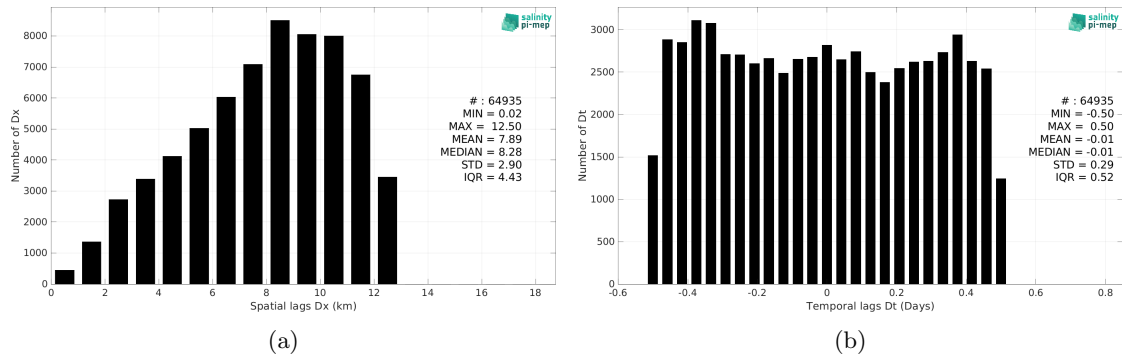 8000
7000
6000
5000
4000
3000
2000
1000
0
Number of Dx
0 2 4 6 8 10 12 14 16 18
Spatial lags Dx (km)
salinity
pi-mep
# : 64935
MIN = 0.02
MAX = 12.50
MEAN = 7.89
MEDIAN = 8.28
STD = 2.90
IQR = 4.43
(a)
3000
2500
2000
1500
1000
500
0
Number of Dt
-0.6 -0.4 -0.2 0 0.2 0.4 0.6 0.8
Temporal lags Dt (Days)
salinity
pi-mep
# : 64935
MIN = -0.50
MAX = 0.50
MEAN = -0.01
MEDIAN = -0.01
STD = 0.29
IQR = 0.52
(b)